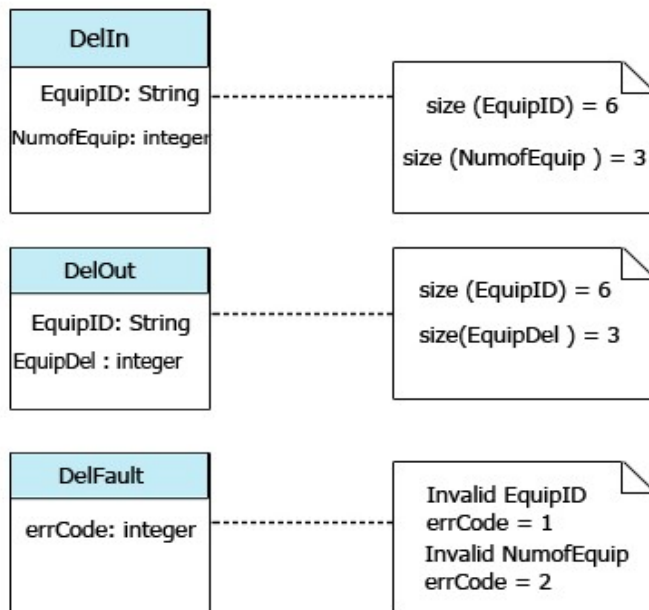 DelIn
EquipID: String
NumofEquip: integer
size (EquipID) = 6
size (NumofEquip ) = 3
DelOut
EquipID: String
EquipDel : integer
size (EquipID) = 6
size(EquipDel ) = 3
DelFault
errCode: integer
Invalid EquipID
errCode = 1
Invalid NumofEquip
errCode = 2